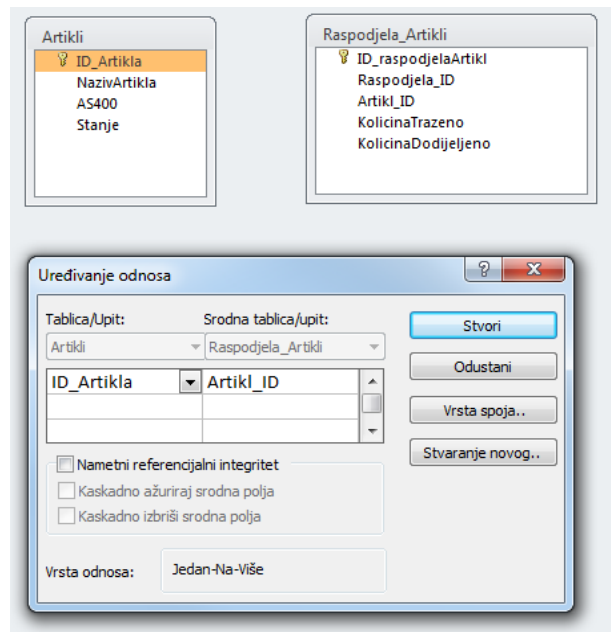 Artikli
ID_Artikla
NazivArtikla
AS400
Stanje
Raspodjela_Artikli
ID_raspodjelaArtikl
Raspodjela_ID
Artikl_ID
KolicinaTrazeno
KolicinaDodijeljeno
Uređivanje odnosa
Tablica/Upit: Srodna tablica/upit:
Artikli Raspodjela_Artikli
ID_Artikla Artikl_ID
Nametni referencijalni integritet
Kaskadno ažuriraj srodna polja
Kaskadno izbriši srodna polja
Vrsta odnosa: Jedan-Na-Više
Stvori
Odustani
Vrsta spoja..
Stvaranje novog..